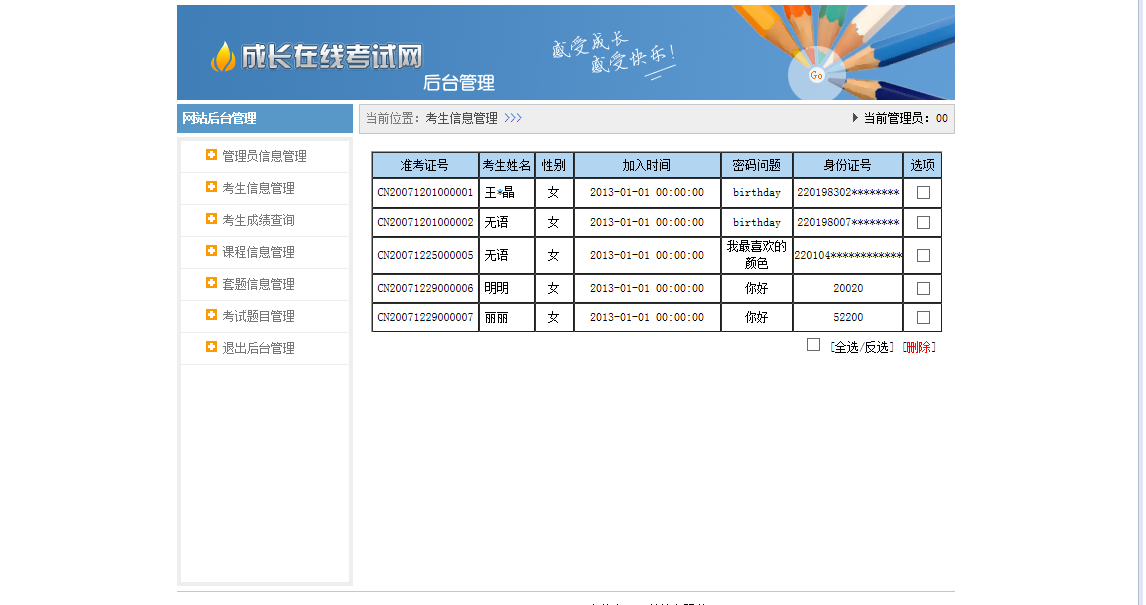 成长在线考试网
后台管理
感受成长
感受快乐!
Go
网站后台管理
当前位置: 考生信息管理 >>>
当前管理员: 00
管理员信息管理
考生信息管理
考生成绩查询
课程信息管理
套题信息管理
考试题目管理
退出后台管理
准考证号 考生姓名 性别 加入时间 密码问题 身份证号 选项
CN20071201000001 王*晶 女 2013-01-01 00:00:00 birthday 220198302********
CN20071201000002 无语 女 2013-01-01 00:00:00 birthday 220198007********
CN20071225000005 无语 女 2013-01-01 00:00:00 我最喜欢的
颜色 220104************
CN20071229000006 明明 女 2013-01-01 00:00:00 你好 20020
CN20071229000007 丽丽 女 2013-01-01 00:00:00 你好 52200
[全选/反选] [删除]